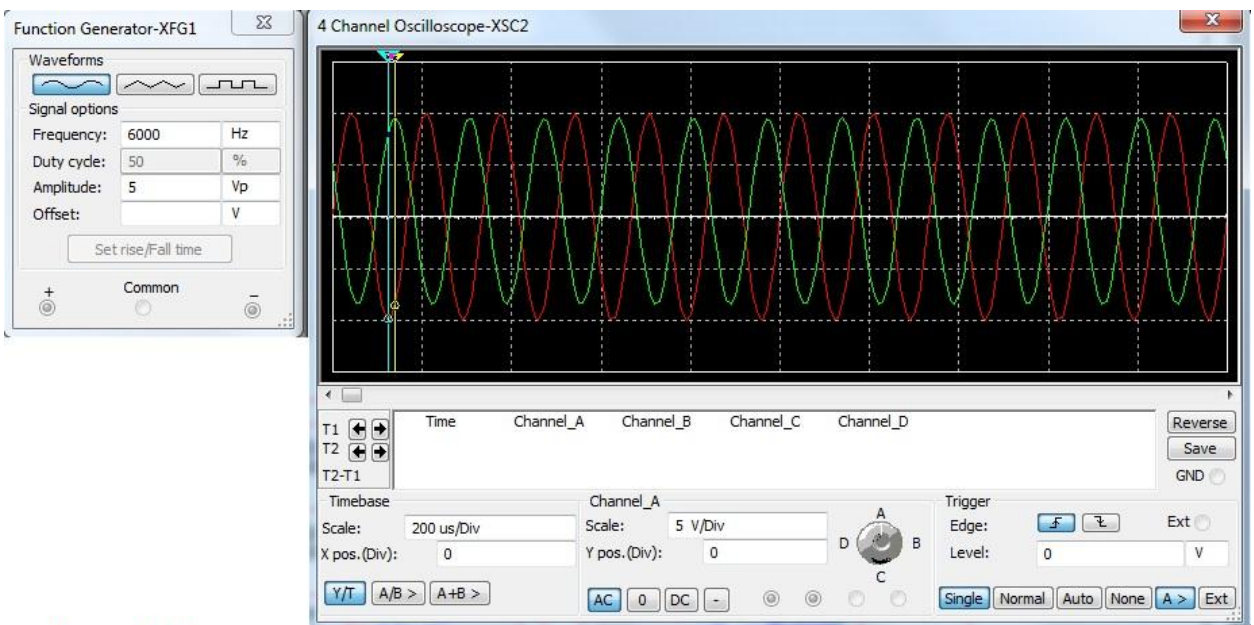 Function Generator-XFG1
Waveforms
Signal options
Frequency: 6000 Hz
Duty cycle: 50 %
Amplitude: 5 Vp
Offset: V
Set rise/Fall time
+ Common −
4 Channel Oscilloscope-XSC2
Time Channel_A Channel_B Channel_C Channel_D
T1
T2
T2-T1
Reverse
Save
GND
Timebase
Scale: 200 us/Div
X pos.(Div): 0
Y/T A/B > A+B >
Channel_A
Scale: 5 V/Div
Y pos.(Div): 0
AC 0 DC -
A
D B
C
Trigger
Edge: Ext
Level: 0 V
Single Normal Auto None A > Ext